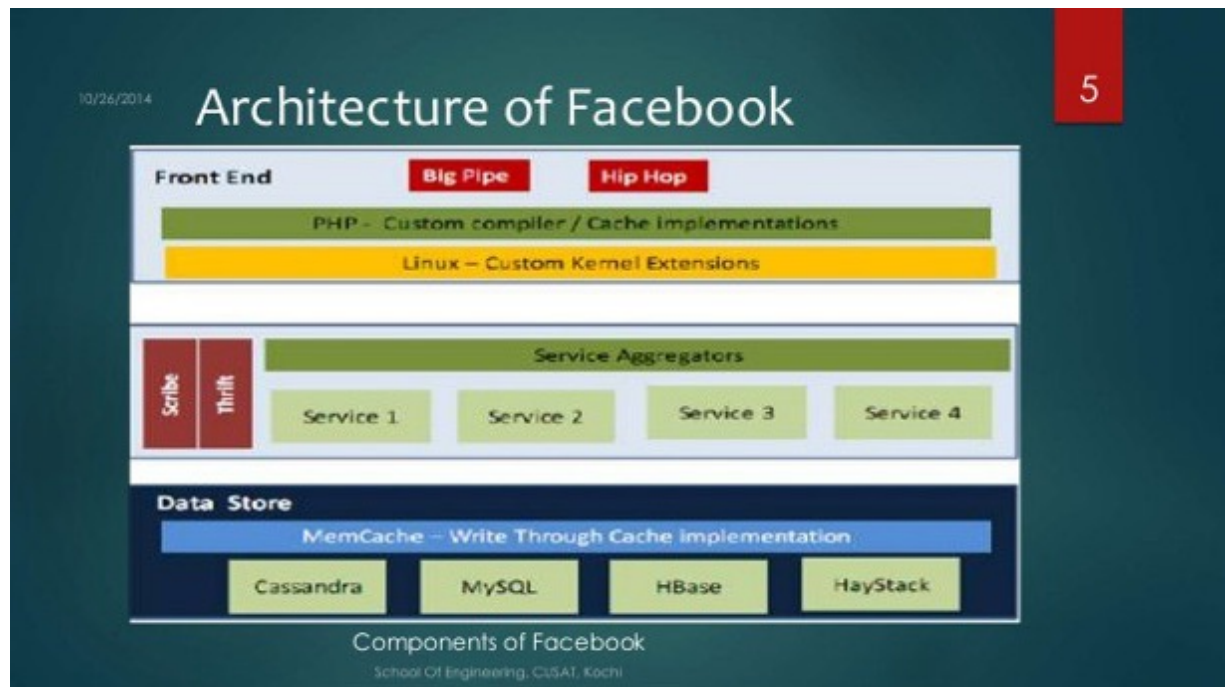 10/26/2014
Architecture of Facebook
5
Front End
Big Pipe
Hip Hop
PHP - Custom compiler / Cache implementations
Linux – Custom Kernel Extensions
Scribe
Thrift
Service Aggregators
Service 1
Service 2
Service 3
Service 4
Data Store
MemCache – Write Through Cache implementation
Cassandra
MySQL
HBase
HayStack
Components of Facebook
School Of Engineering, CUSAT, Kochi